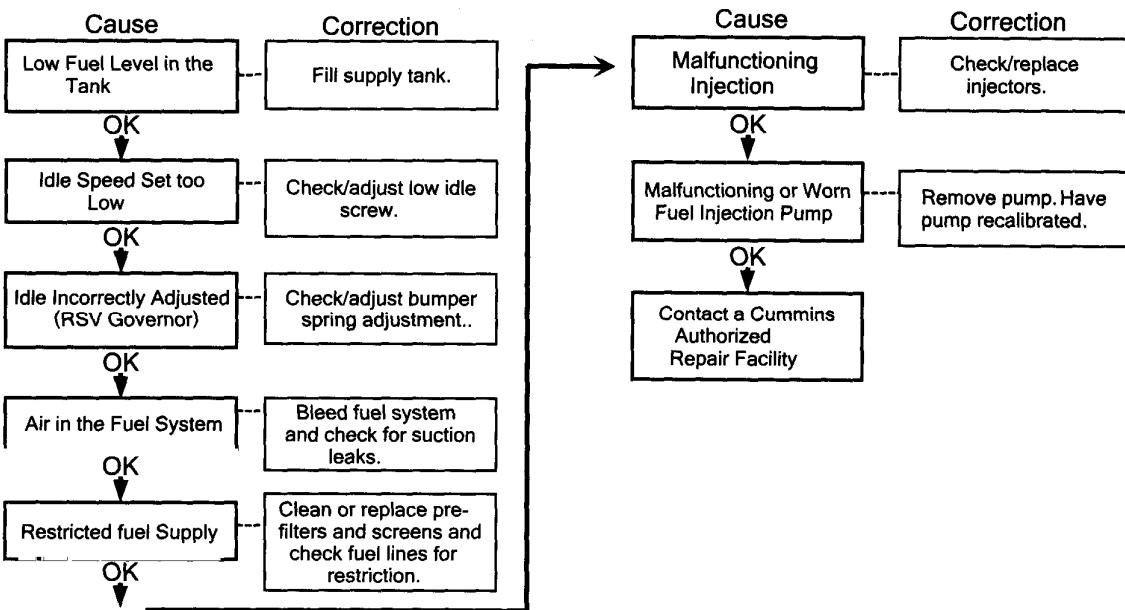 Cause
Correction
Low Fuel Level in the
Tank
Fill supply tank.
OK
Idle Speed Set too
Low
Check/adjust low idle
screw.
OK
Idle Incorrectly Adjusted
(RSV Governor)
Check/adjust bumper
spring adjustment..
OK
Air in the Fuel System
Bleed fuel system
and check for suction
leaks.
OK
Restricted fuel Supply
Clean or replace pre-
filters and screens and
check fuel lines for
restriction.
OK
Cause
Correction
Malfunctioning
Injection
Check/replace
injectors.
OK
Malfunctioning or Worn
Fuel Injection Pump
Remove pump. Have
pump recalibrated.
OK
Contact a Cummins
Authorized
Repair Facility